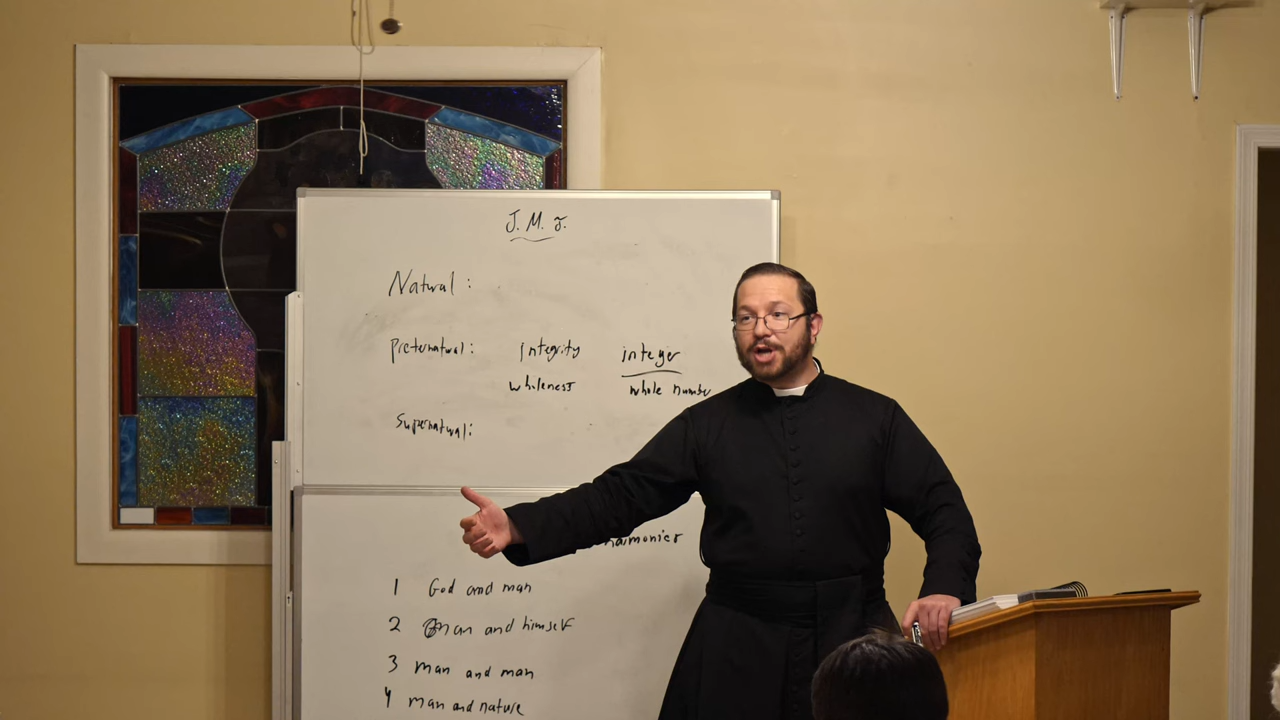 J. M. J.
Natural:
Preternatural: integrity integer
wholeness whole number
Supernatural:
harmonies
1 God and man
2 man and himself
3 man and man
4 man and nature